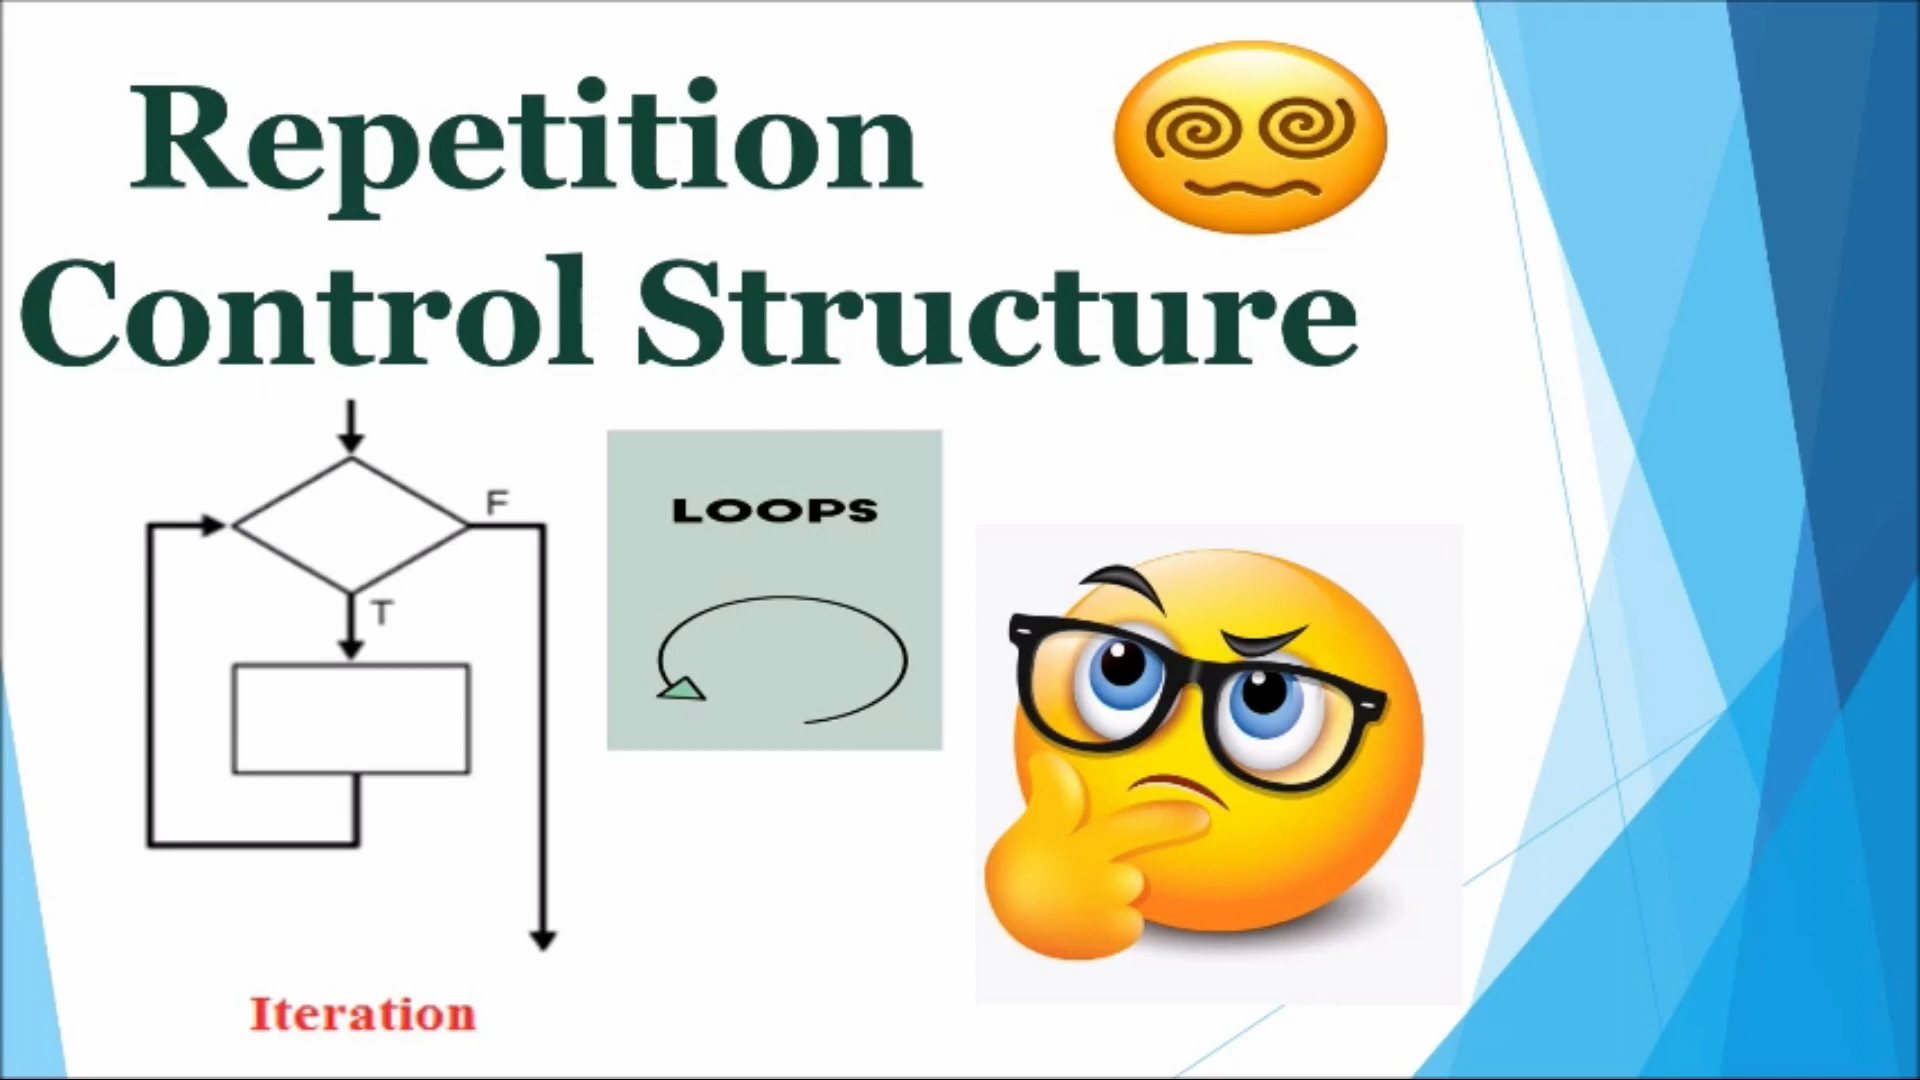 Repetition
Control Structure
F
T
LOOPS
Iteration